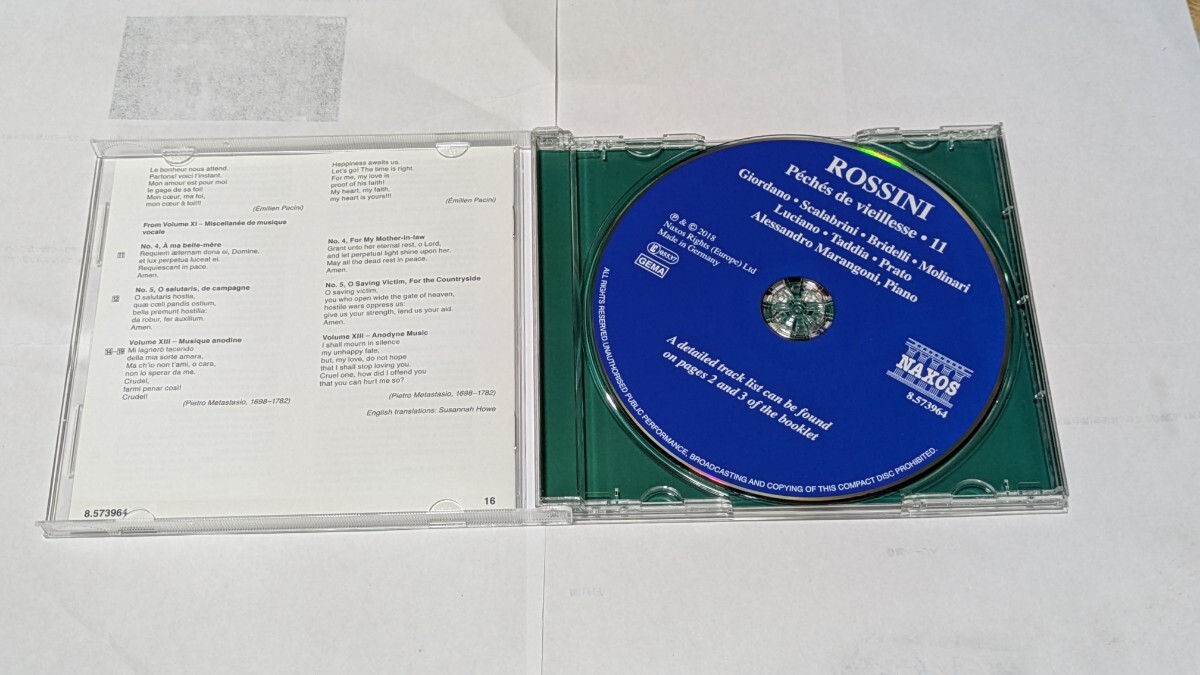 Le bonheur nous attend.
Partons! voici l'instant.
Mon amour est pour moi
le gage de sa foi!
Mon cœur, ma foi,
mon cœur à toi!!!
(Émilien Pacini)
Happiness awaits us.
Let's go! The time is right.
For me, my love is
proof of his faith!
My heart, my faith,
my heart is yours!!!
(Émilien Pacini)
From Volume XI – Miscellanée de musique
vocale
No. 4, À ma belle-mère
Requiem æternam dona ei, Domine,
et lux perpetua luceat ei.
Requiescant in pace.
Amen.
No. 4, For My Mother-in-law
Grant unto her eternal rest, o Lord,
and let perpetual light shine upon her.
May all the dead rest in peace.
Amen.
No. 5, O salutaris, de campagne
O salutaris hostia,
quæ cœli pandis ostium,
bella premunt hostilia:
da robur, fer auxilium.
Amen.
No. 5, O Saving Victim, For the Countryside
O saving victim,
you who open wide the gate of heaven,
hostile wars oppress us:
give us your strength, lend us your aid.
Amen.
Volume XIII – Musique anodine
Mi lagnerò tacendo
della mia sorte amara,
Ma ch'io non t'ami, o cara,
non lo sperar da me.
Crudel,
farmi penar così!
Crudel!
(Pietro Metastasio, 1698–1782)
Volume XIII – Anodyne Music
I shall mourn in silence
my unhappy fate,
but, my love, do not hope
that I shall stop loving you.
Cruel one, how did I offend you
that you can hurt me so?
(Pietro Metastasio, 1698–1782)
English translations: Susannah Howe
8.573964
16
ROSSINI
Péchés de vieillesse • 11
Giordano • Scalabrini • Bridelli • Molinari
Luciano • Taddia • Prato
Alessandro Marangoni, Piano
℗ & © 2018
Naxos Rights (Europe) Ltd
Made in Germany
GEMA
A detailed track list can be found
on pages 2 and 3 of the booklet
NAXOS
8.573964
ALL RIGHTS RESERVED. UNAUTHORISED PUBLIC PERFORMANCE, BROADCASTING AND COPYING OF THIS COMPACT DISC PROHIBITED.